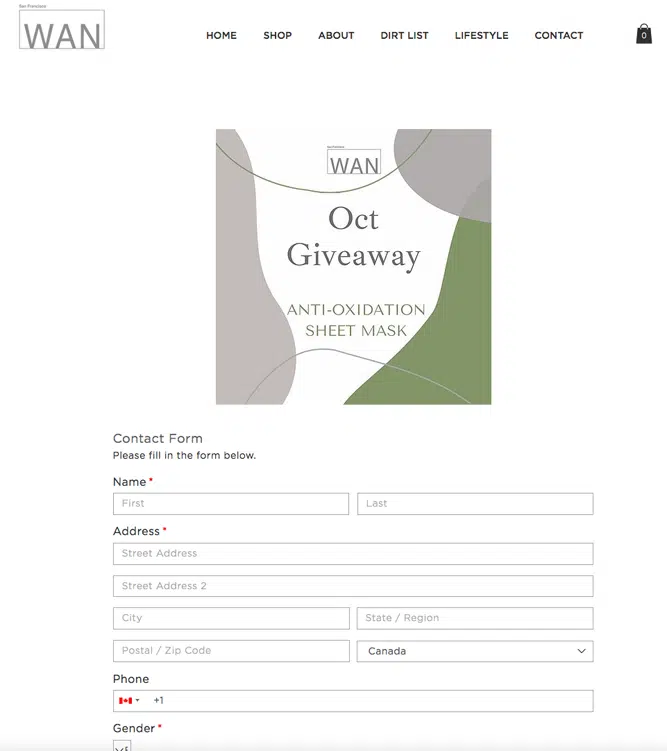 San Francisco
WAN
HOME SHOP ABOUT DIRT LIST LIFESTYLE CONTACT 0
San Francisco
WAN
Oct
Giveaway
ANTI-OXIDATION
SHEET MASK
Contact Form
Please fill in the form below.
Name *
First Last
Address *
Street Address
Street Address 2
City State / Region
Postal / Zip Code Canada
Phone
+1
Gender *